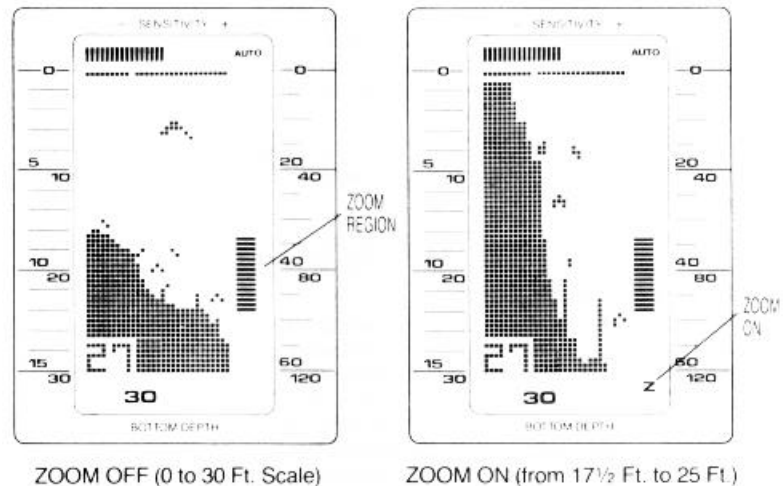 - SENSITIVITY +
AUTO
0 0
5 10 20 40
10 20 40 80
15 30 60 120
27
30
BOTTOM DEPTH
ZOOM REGION
ZOOM OFF (0 to 30 Ft. Scale)
- SENSITIVITY +
AUTO
0 0
5 10 20 40
10 20 40 80
15 30 60 120
27
30
Z
BOTTOM DEPTH
ZOOM ON
ZOOM ON (from 17½ Ft. to 25 Ft.)